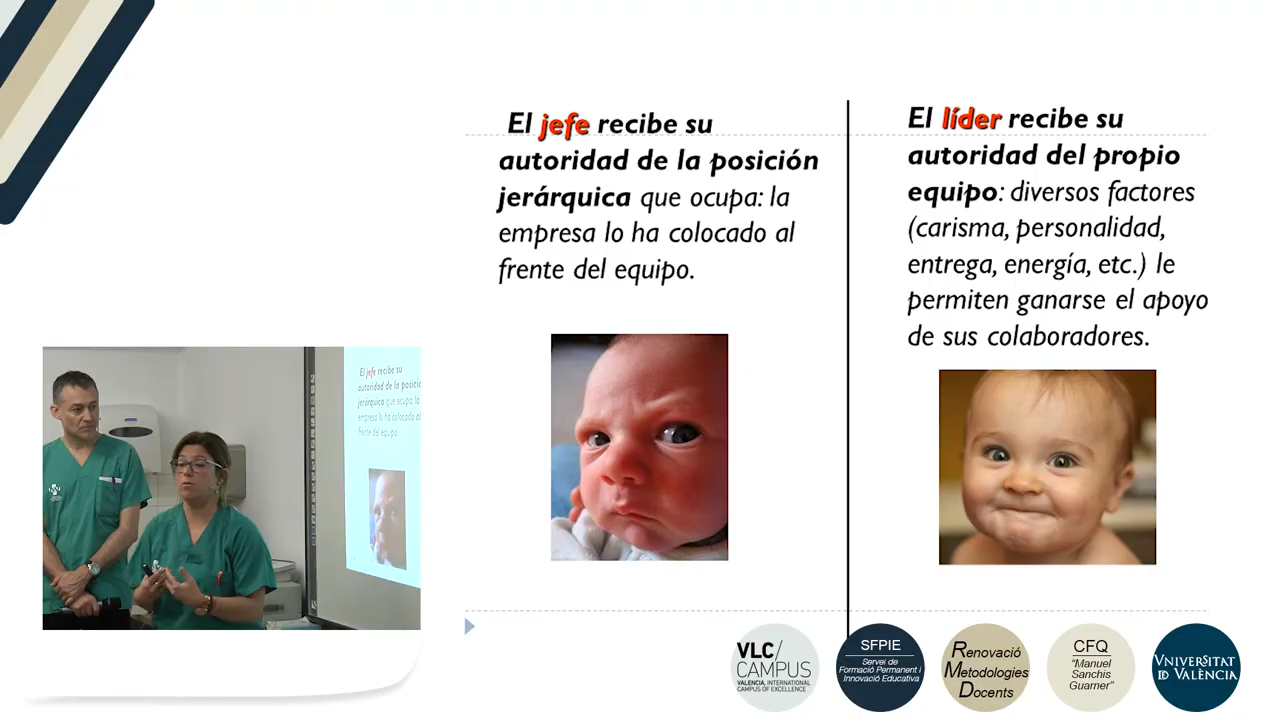 El jefe recibe su
autoridad de la posición
jerárquica que ocupa: la
empresa lo ha colocado al
frente del equipo.
El líder recibe su
autoridad del propio
equipo: diversos factores
(carisma, personalidad,
entrega, energía, etc.) le
permiten ganarse el apoyo
de sus colaboradores.
El jefe recibe su
autoridad de la posició
jerárquica que ocupa: la
empresa lo ha colocado al
frente del equipo.
VLC/
CAMPUS
VALENCIA, INTERNATIONAL
CAMPUS OF EXCELLENCE
SFPIE
Servei de
Formació Permanent i
Innovació Educativa
Renovació
Metodologies
Docents
CFQ
"Manuel
Sanchis
Guarner"
VNIVERSITAT
ID VALÈNCIA